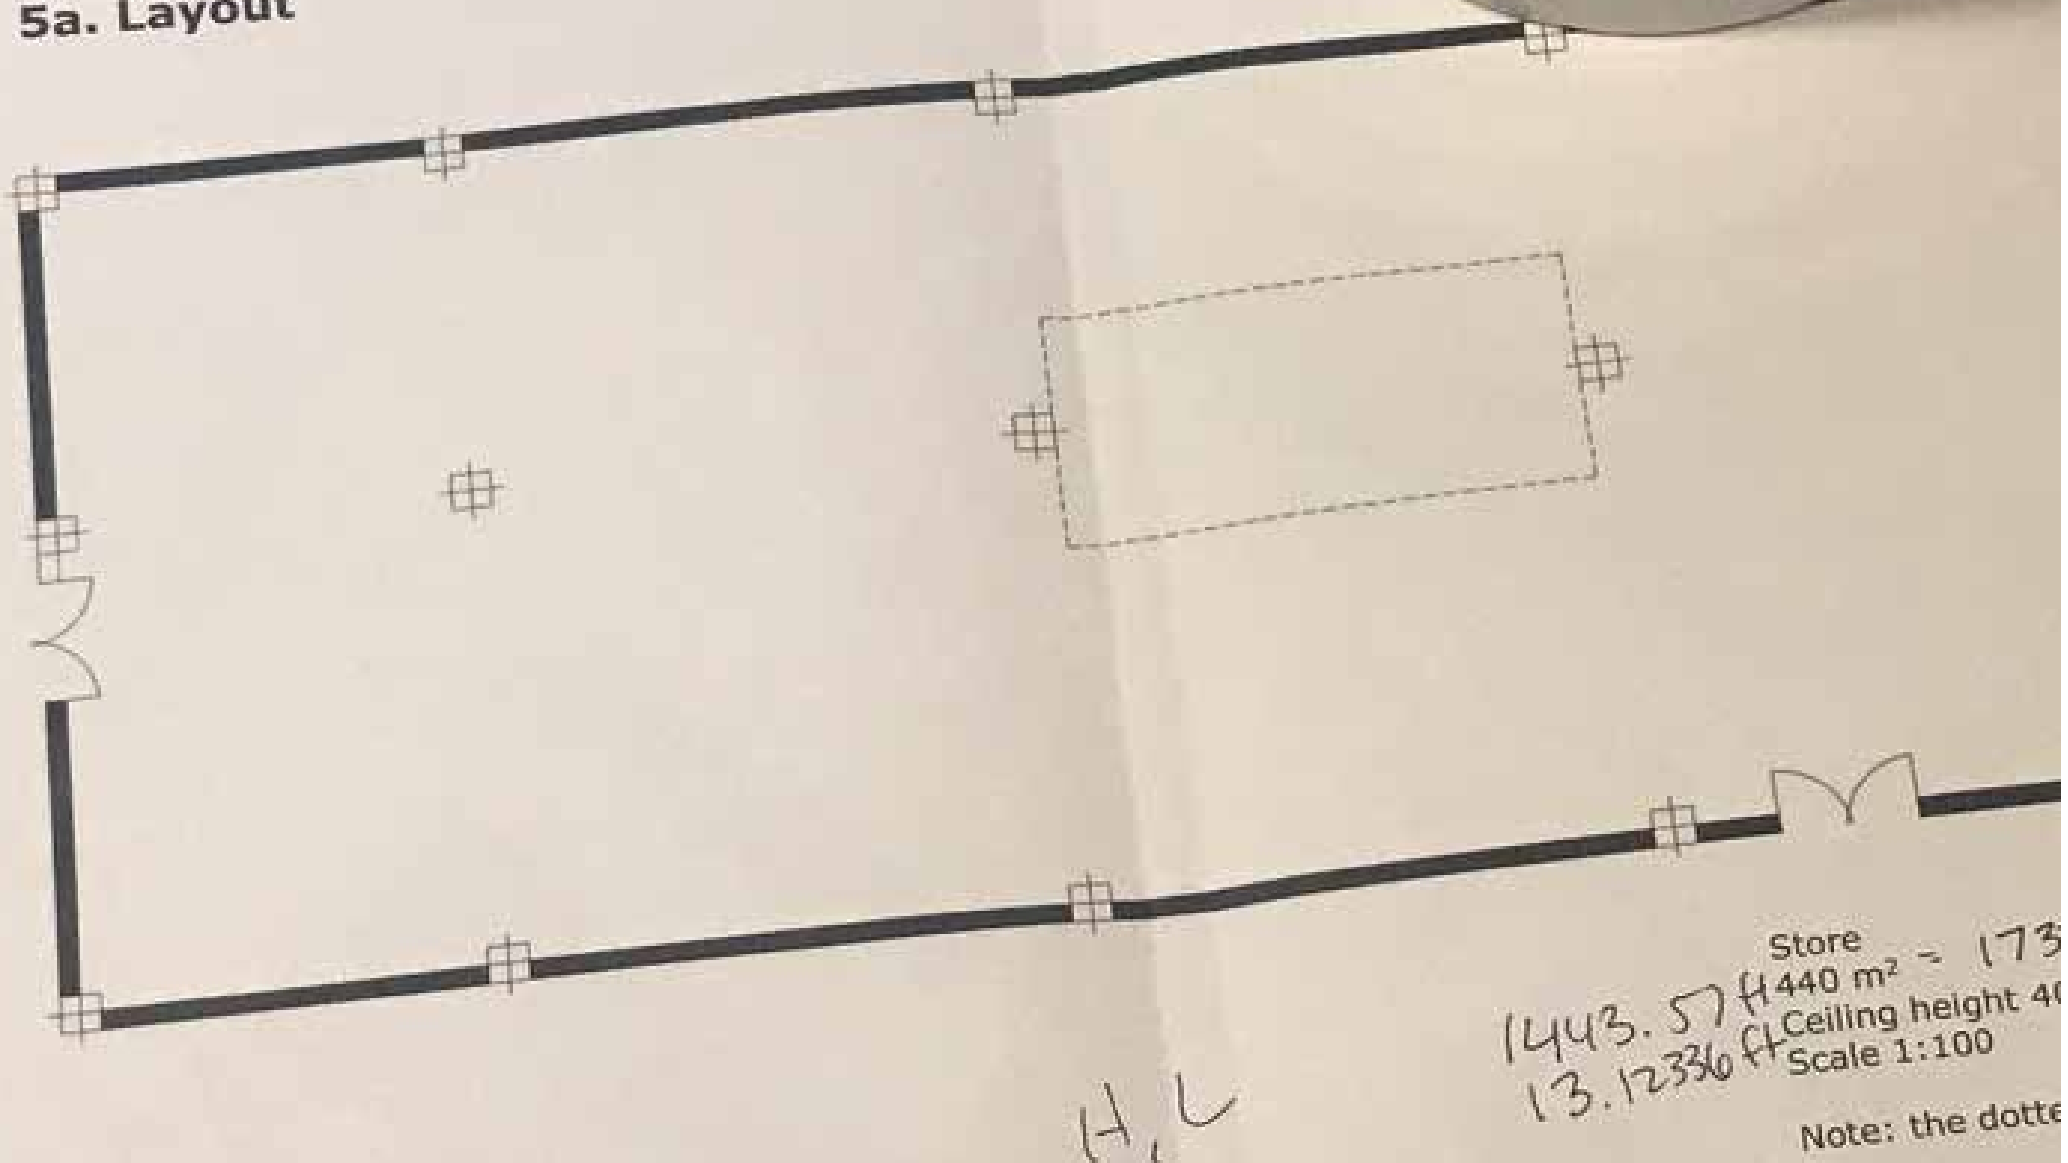 5a. Layout
Store
440 m² = 173
1443.57 ft
Ceiling height 40
13.12336 ft
Scale 1:100
H, L
Note: the dotte